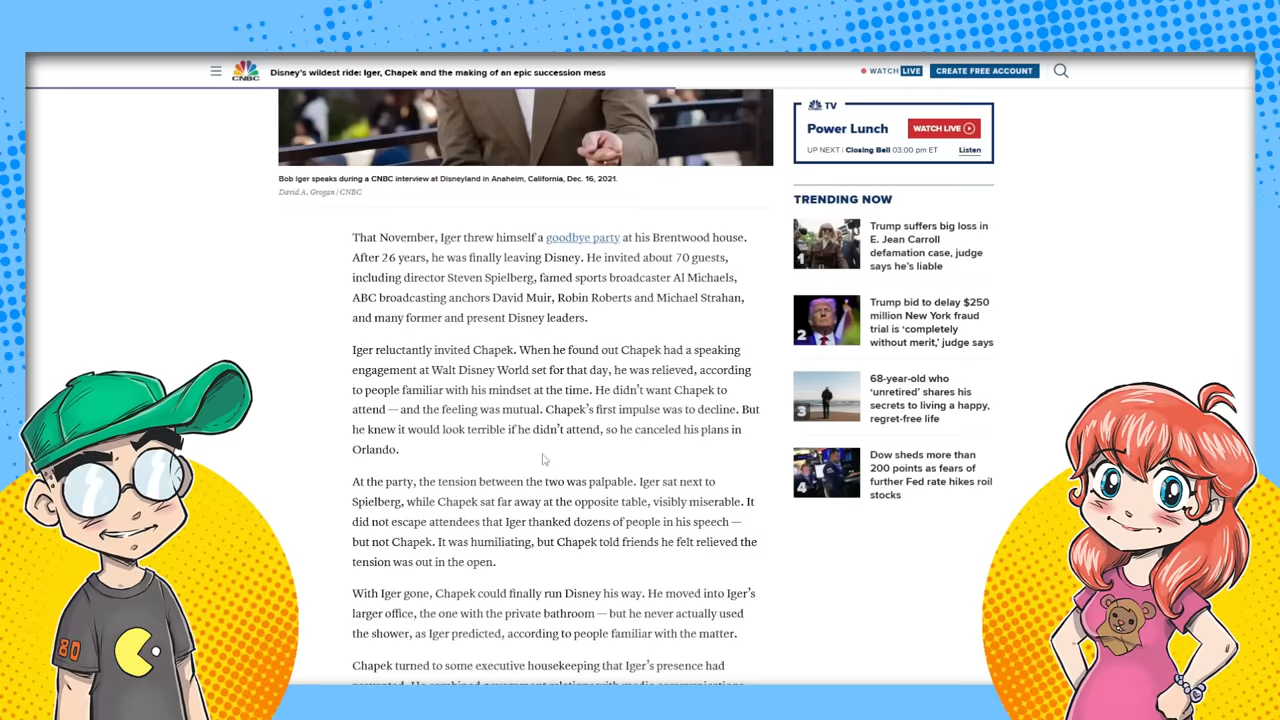 CNBC
Disney's wildest ride: Iger, Chapek and the making of an epic succession mess
WATCH LIVE
CREATE FREE ACCOUNT
Bob Iger speaks during a CNBC interview at Disneyland in Anaheim, California, Dec. 16, 2021.
David A. Grogan | CNBC
That November, Iger threw himself a goodbye party at his Brentwood house.
After 26 years, he was finally leaving Disney. He invited about 70 guests,
including director Steven Spielberg, famed sports broadcaster Al Michaels,
ABC broadcasting anchors David Muir, Robin Roberts and Michael Strahan,
and many former and present Disney leaders.
Iger reluctantly invited Chapek. When he found out Chapek had a speaking
engagement at Walt Disney World set for that day, he was relieved, according
to people familiar with his mindset at the time. He didn't want Chapek to
attend — and the feeling was mutual. Chapek's first impulse was to decline. But
he knew it would look terrible if he didn't attend, so he canceled his plans in
Orlando.
At the party, the tension between the two was palpable. Iger sat next to
Spielberg, while Chapek sat far away at the opposite table, visibly miserable. It
did not escape attendees that Iger thanked dozens of people in his speech —
but not Chapek. It was humiliating, but Chapek told friends he felt relieved the
tension was out in the open.
With Iger gone, Chapek could finally run Disney his way. He moved into Iger's
larger office, the one with the private bathroom — but he never actually used
the shower, as Iger predicted, according to people familiar with the matter.
Chapek turned to some executive housekeeping that Iger's presence had
TV
Power Lunch
WATCH LIVE
UP NEXT | Closing Bell 03:00 pm ET
Listen
TRENDING NOW
1
Trump suffers big loss in
E. Jean Carroll
defamation case, judge
says he's liable
2
Trump bid to delay $250
million New York fraud
trial is 'completely
without merit,' judge says
3
68-year-old who
'unretired' shares his
secrets to living a happy,
regret-free life
4
Dow sheds more than
200 points as fears of
further Fed rate hikes roil
stocks
80